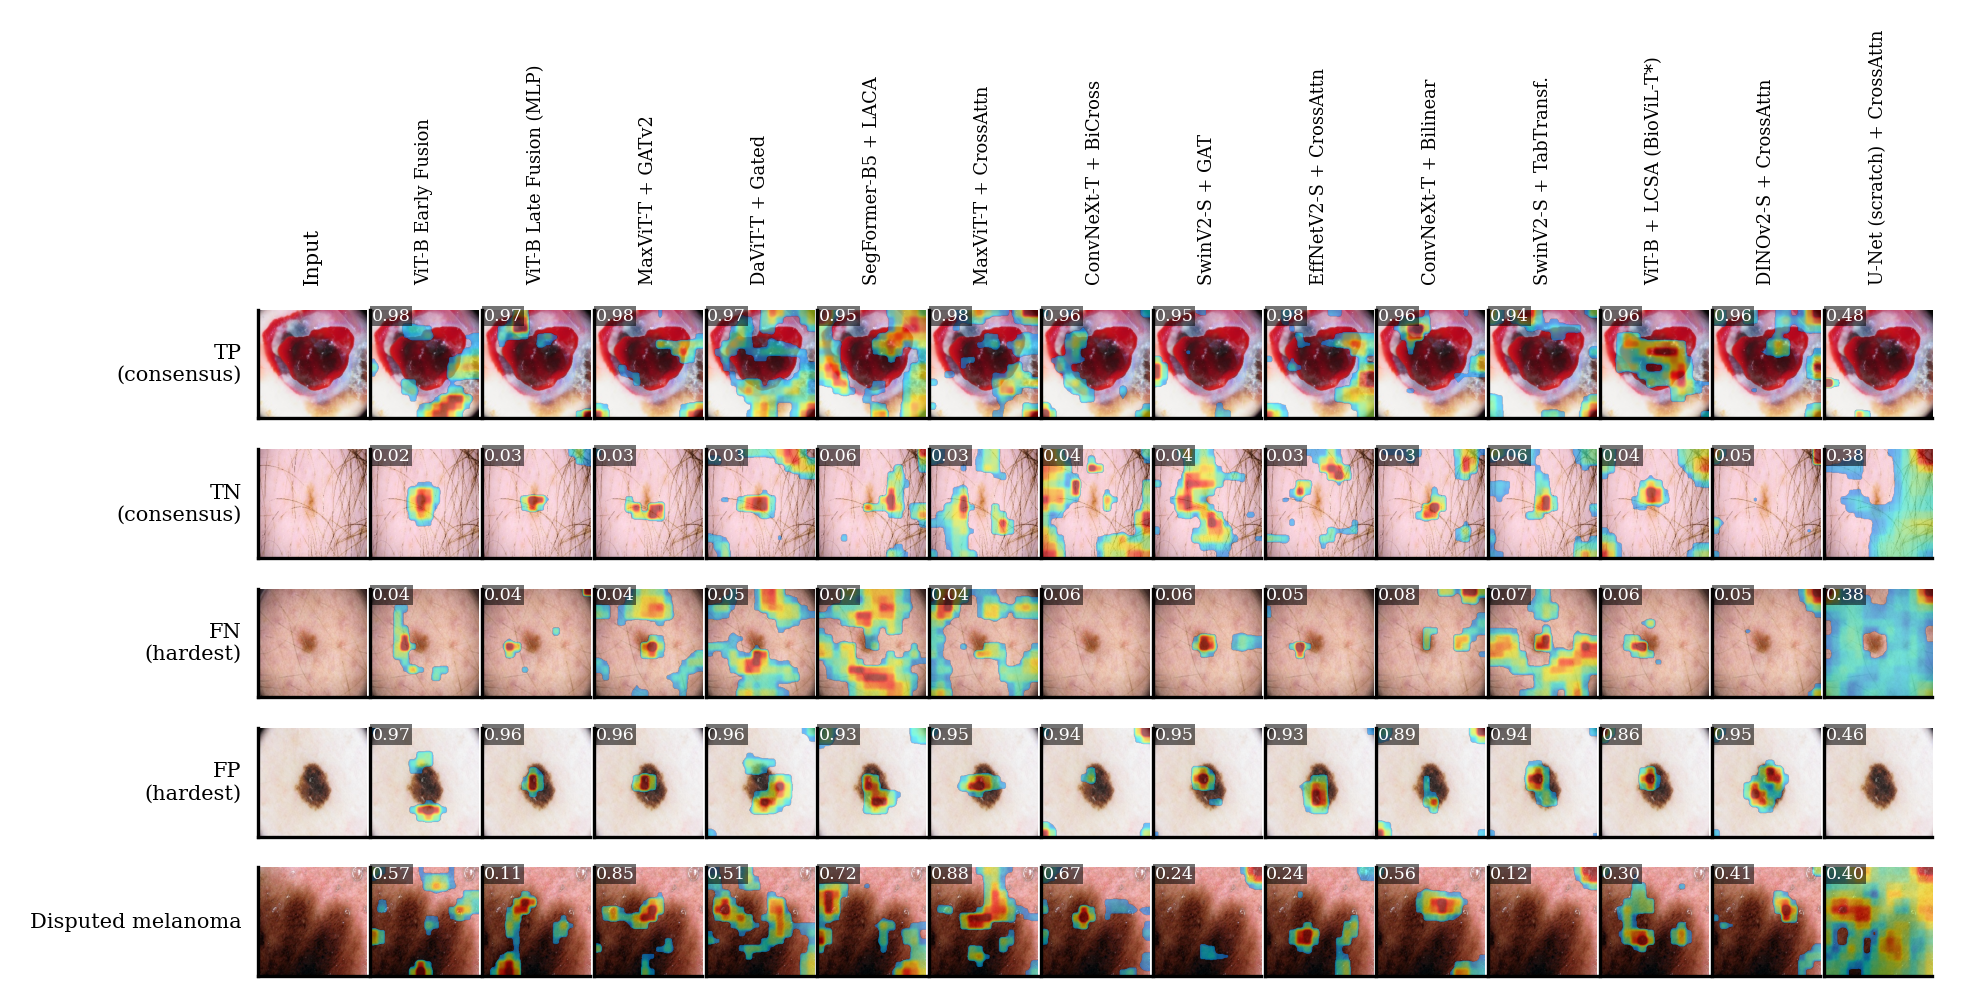 Input
ViT-B Early Fusion
ViT-B Late Fusion (MLP)
MaxViT-T + GATv2
DaViT-T + Gated
SegFormer-B5 + LACA
MaxViT-T + CrossAttn
ConvNeXt-T + BiCross
SwinV2-S + GAT
EffNetV2-S + CrossAttn
ConvNeXt-T + Bilinear
SwinV2-S + TabTransf.
ViT-B + LCSA (BioViL-T*)
DINOv2-S + CrossAttn
U-Net (scratch) + CrossAttn
TP
(consensus)
0.98 0.97 0.98 0.97 0.95 0.98 0.96 0.95 0.98 0.96 0.94 0.96 0.96 0.48
TN
(consensus)
0.02 0.03 0.03 0.03 0.06 0.03 0.04 0.04 0.03 0.03 0.06 0.04 0.05 0.38
FN
(hardest)
0.04 0.04 0.04 0.05 0.07 0.04 0.06 0.06 0.05 0.08 0.07 0.06 0.05 0.38
FP
(hardest)
0.97 0.96 0.96 0.96 0.93 0.95 0.94 0.95 0.93 0.89 0.94 0.86 0.95 0.46
Disputed melanoma
0.57 0.11 0.85 0.51 0.72 0.88 0.67 0.24 0.24 0.56 0.12 0.30 0.41 0.40